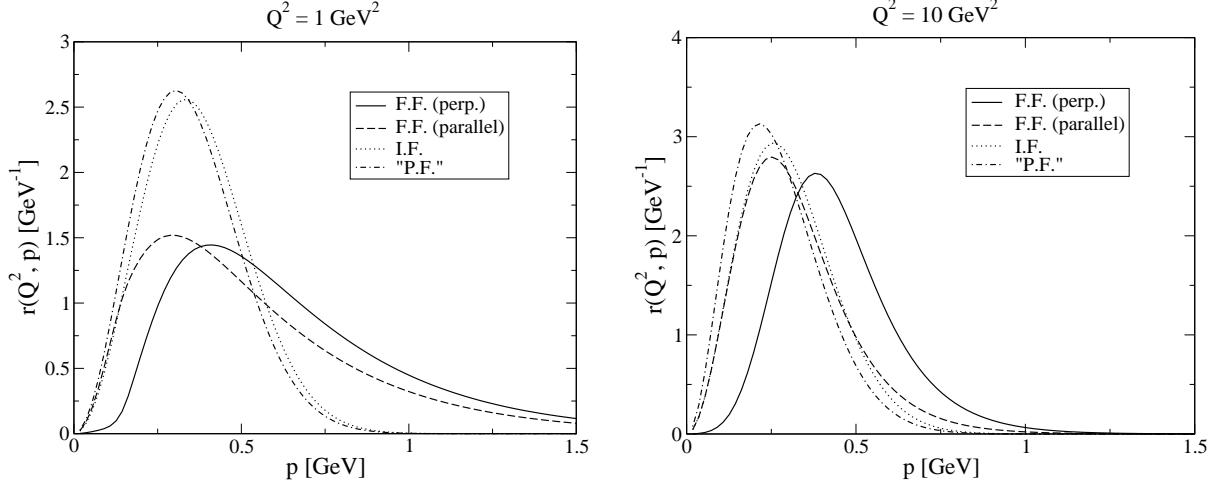 Q² = 1 GeV²
3
2.5
2
1.5
1
0.5
0
r(Q², p) [GeV⁻¹]
F.F. (perp.)
F.F. (parallel)
I.F.
"P.F."
0
0.5
1
1.5
p [GeV]
Q² = 10 GeV²
4
3
2
1
0
r(Q², p) [GeV⁻¹]
F.F. (perp.)
F.F. (parallel)
I.F.
"P.F."
0
0.5
1
1.5
p [GeV]